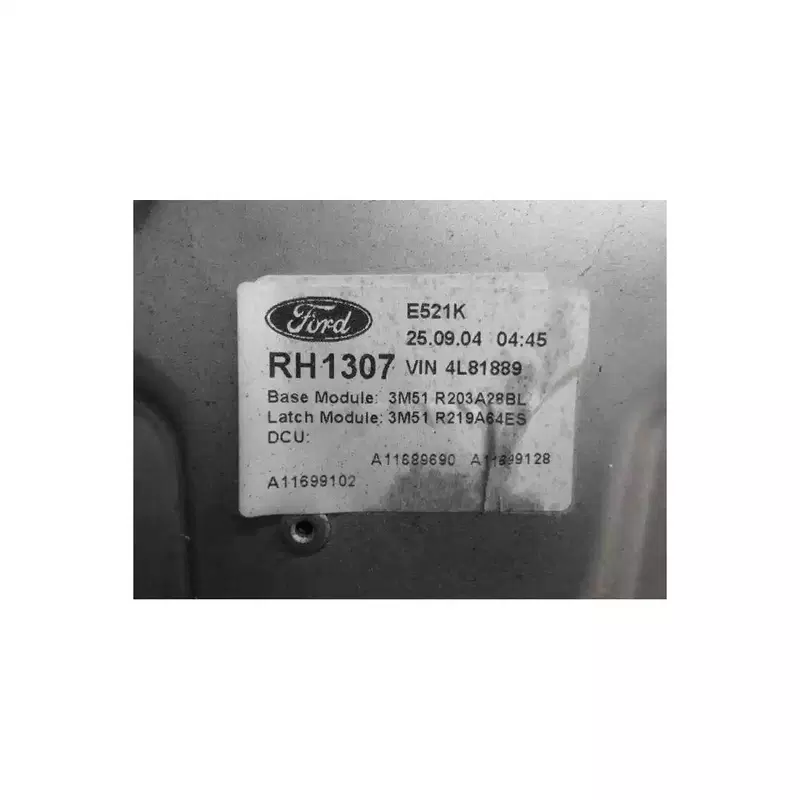 Ford E521K
25.09.04 04:45
RH1307 VIN 4L81889
Base Module: 3M51 R203A28BL
Latch Module: 3M51 R219A64ES
DCU:
A11689690 A11699128
A11699102